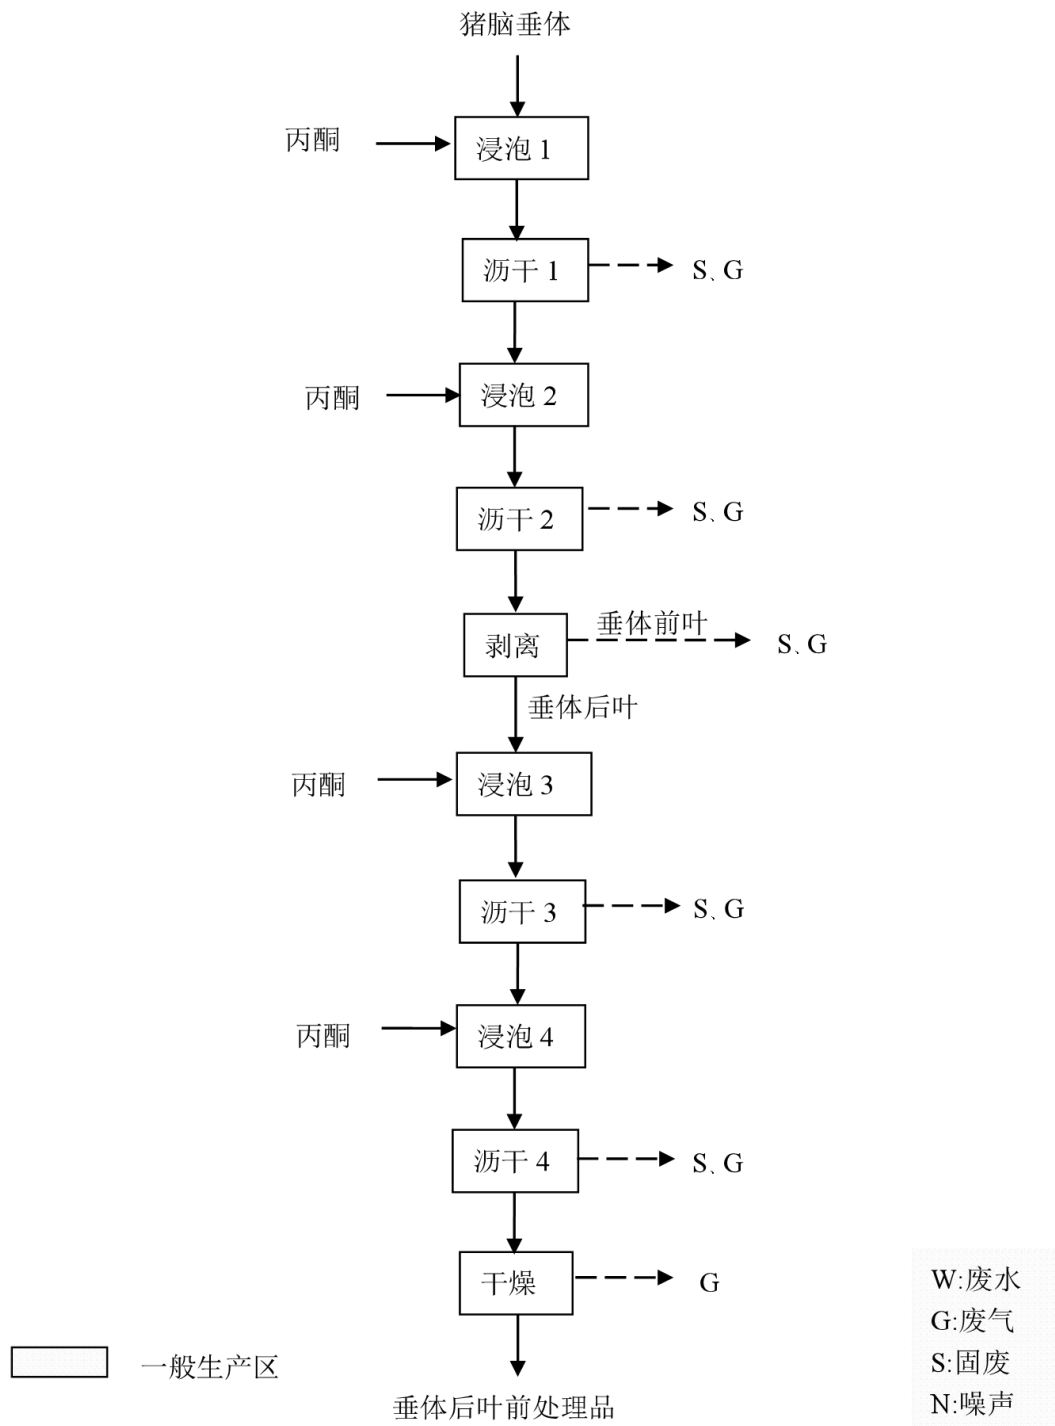 猪脑垂体
丙酮
浸泡 1
沥干 1
S、G
丙酮
浸泡 2
沥干 2
S、G
剥离
垂体前叶
S、G
垂体后叶
丙酮
浸泡 3
沥干 3
S、G
丙酮
浸泡 4
沥干 4
S、G
干燥
G
垂体后叶前处理品
一般生产区
W:废水
G:废气
S:固废
N:噪声